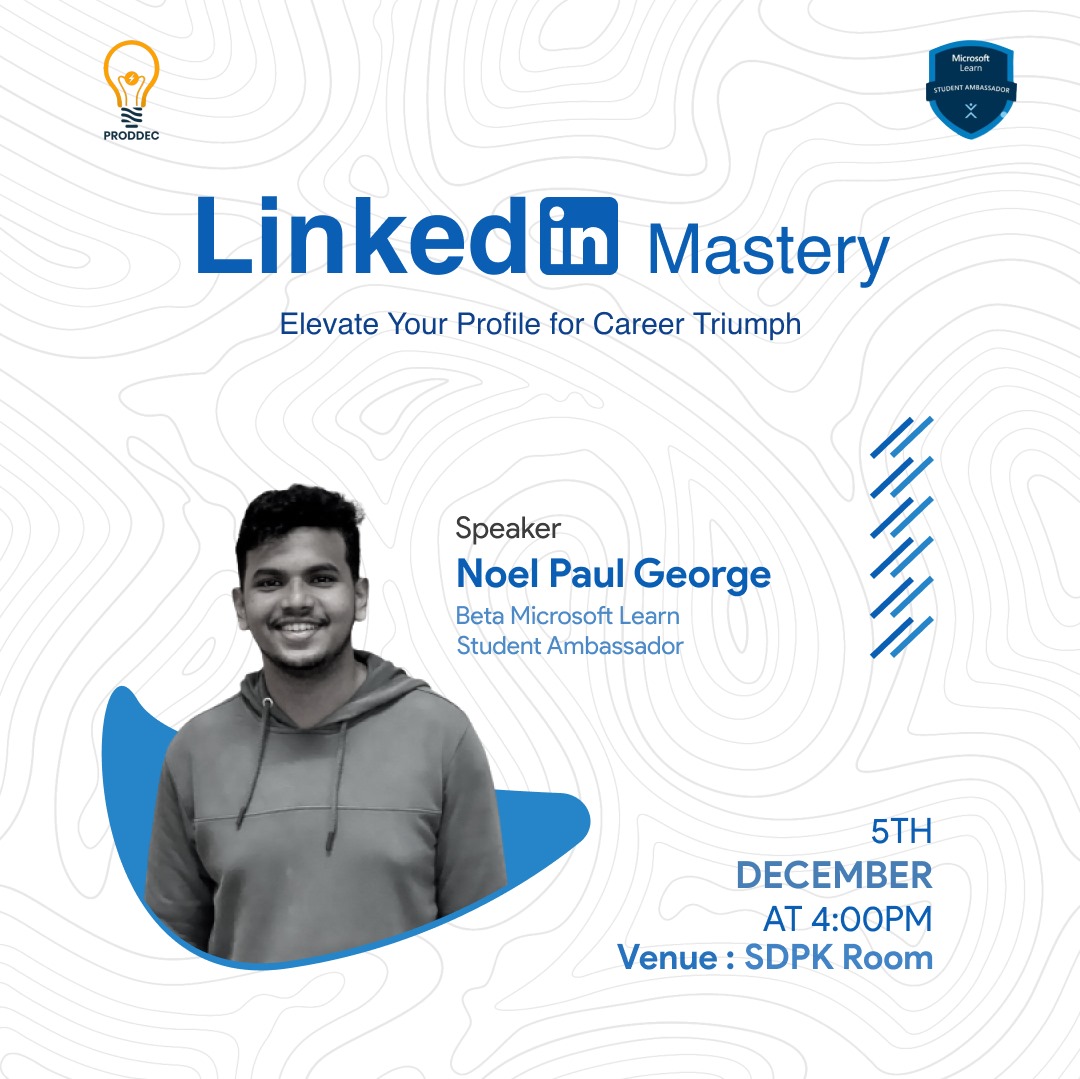 PRODDEC
Microsoft
Learn
STUDENT AMBASSADOR
Linkedin Mastery
Elevate Your Profile for Career Triumph
Speaker
Noel Paul George
Beta Microsoft Learn
Student Ambassador
5TH
DECEMBER
AT 4:00PM
Venue : SDPK Room